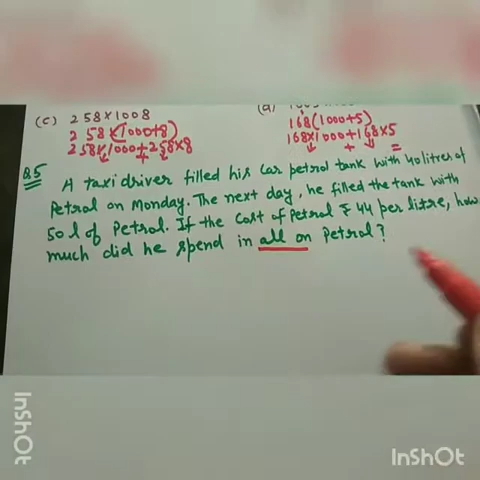 (c) 258×1008
2 58×(1000+8)
258×1000+258×8
(d)
168(1000+5)
168×1000+168×5
=
Q.5 A taxi driver filled his Car petrol tank with 40 litres of
Petrol on Monday. The next day, he filled the tank with
50 l of Petrol. If the Cost of Petrol ₹ 44 per litre, how
much did he spend in all on Petrol?
InShOt
InShOt